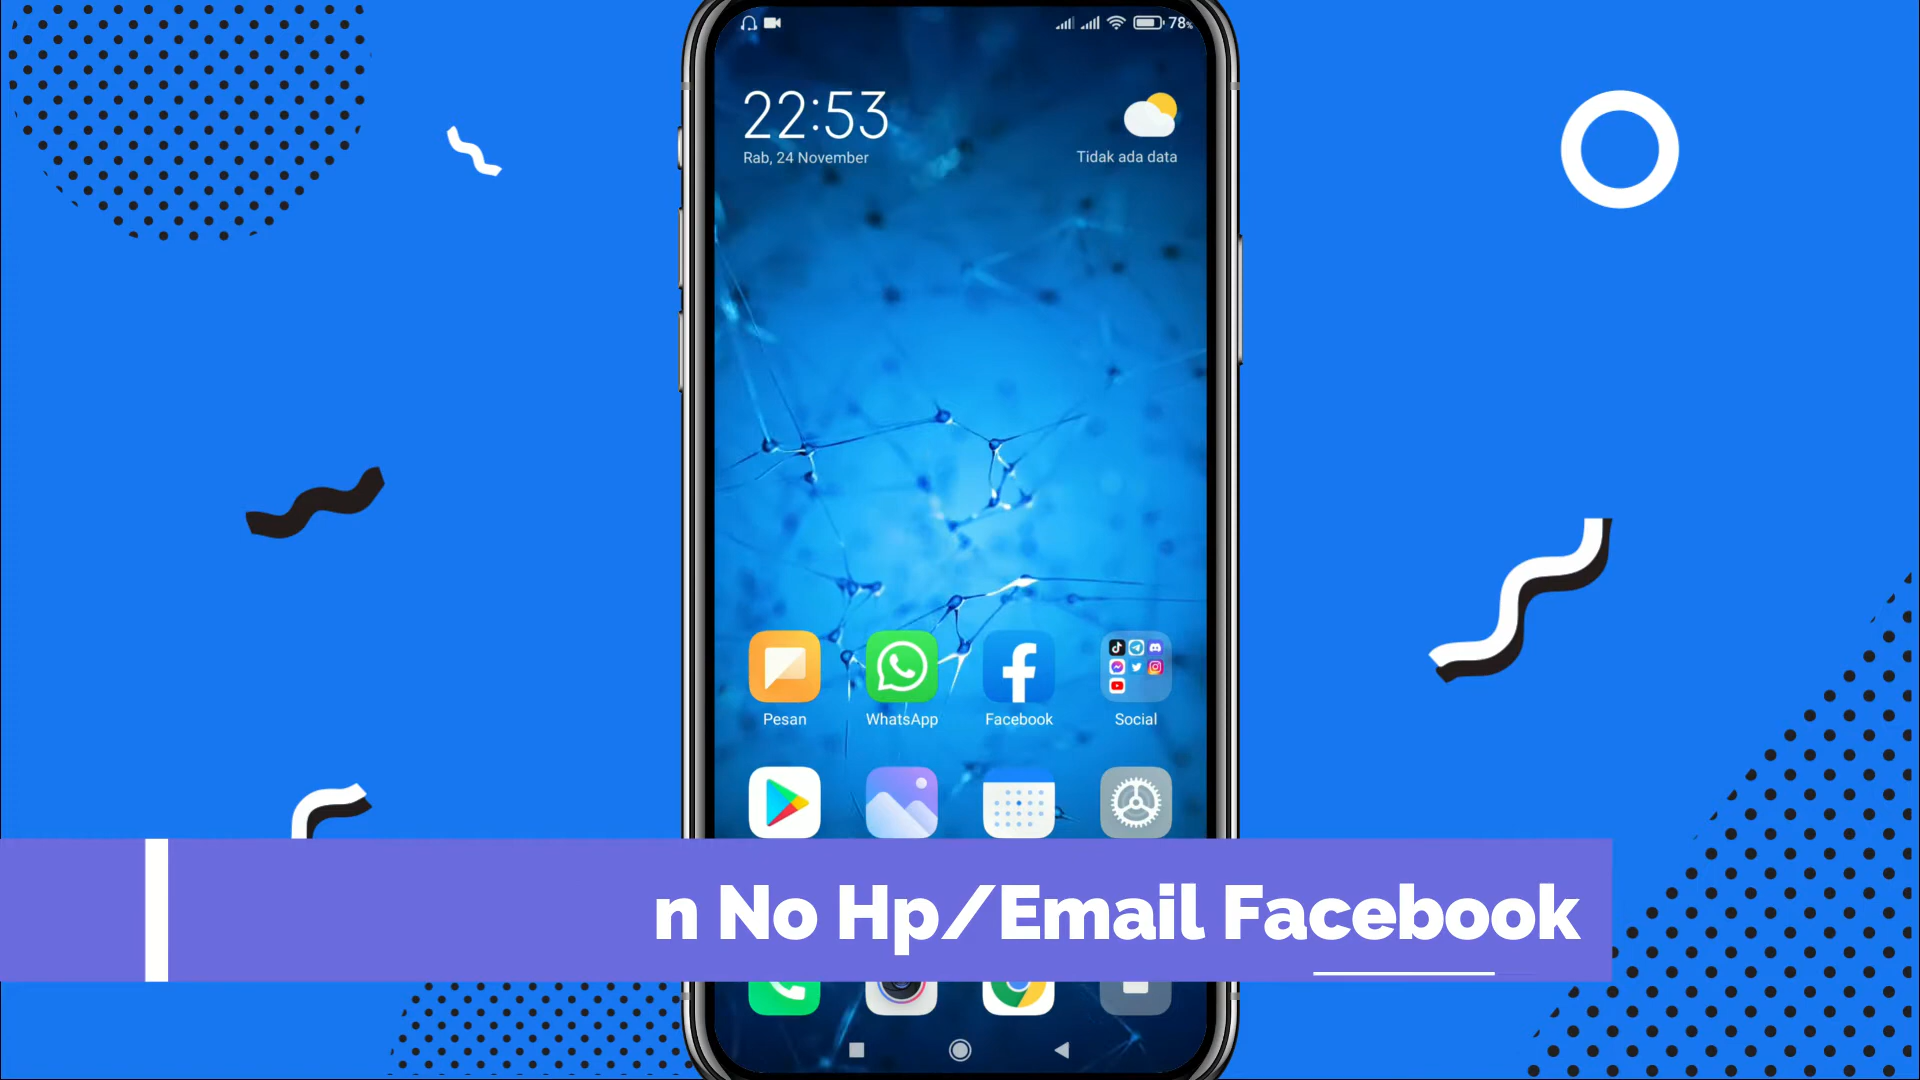 78%
22:53
Rab, 24 November
Tidak ada data
Pesan
WhatsApp
Facebook
Social
n No Hp/Email Facebook